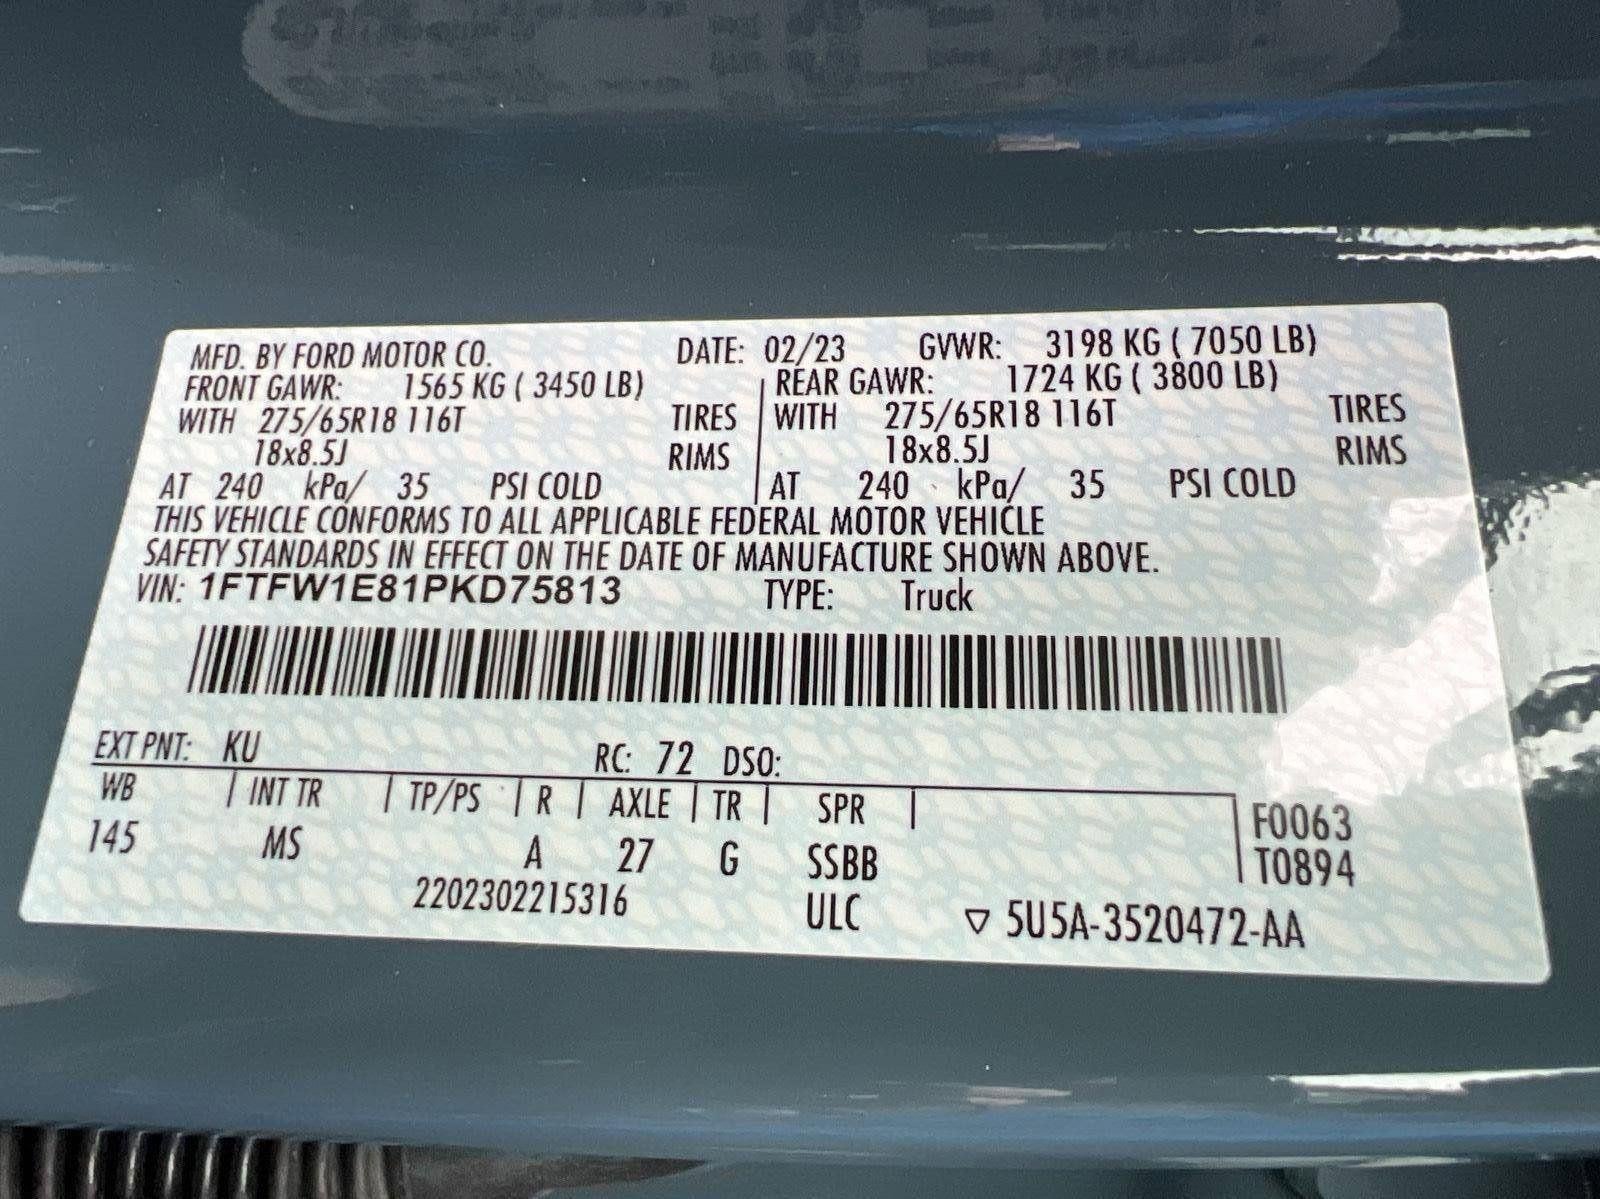 MFD. BY FORD MOTOR CO. DATE: 02/23 GVWR: 3198 KG ( 7050 LB)
FRONT GAWR: 1565 KG ( 3450 LB) REAR GAWR: 1724 KG ( 3800 LB)
WITH 275/65R18 116T TIRES WITH 275/65R18 116T TIRES
18x8.5J RIMS 18x8.5J RIMS
AT 240 kPa/ 35 PSI COLD AT 240 kPa/ 35 PSI COLD
THIS VEHICLE CONFORMS TO ALL APPLICABLE FEDERAL MOTOR VEHICLE
SAFETY STANDARDS IN EFFECT ON THE DATE OF MANUFACTURE SHOWN ABOVE.
VIN: 1FTFW1E81PKD75813 TYPE: Truck
EXT PNT: KU RC: 72 DSO:
WB | INT TR | TP/PS | R | AXLE | TR | SPR | F0063
145 MS A 27 G SSBB T0894
2202302215316 ULC ▽ 5U5A-3520472-AA